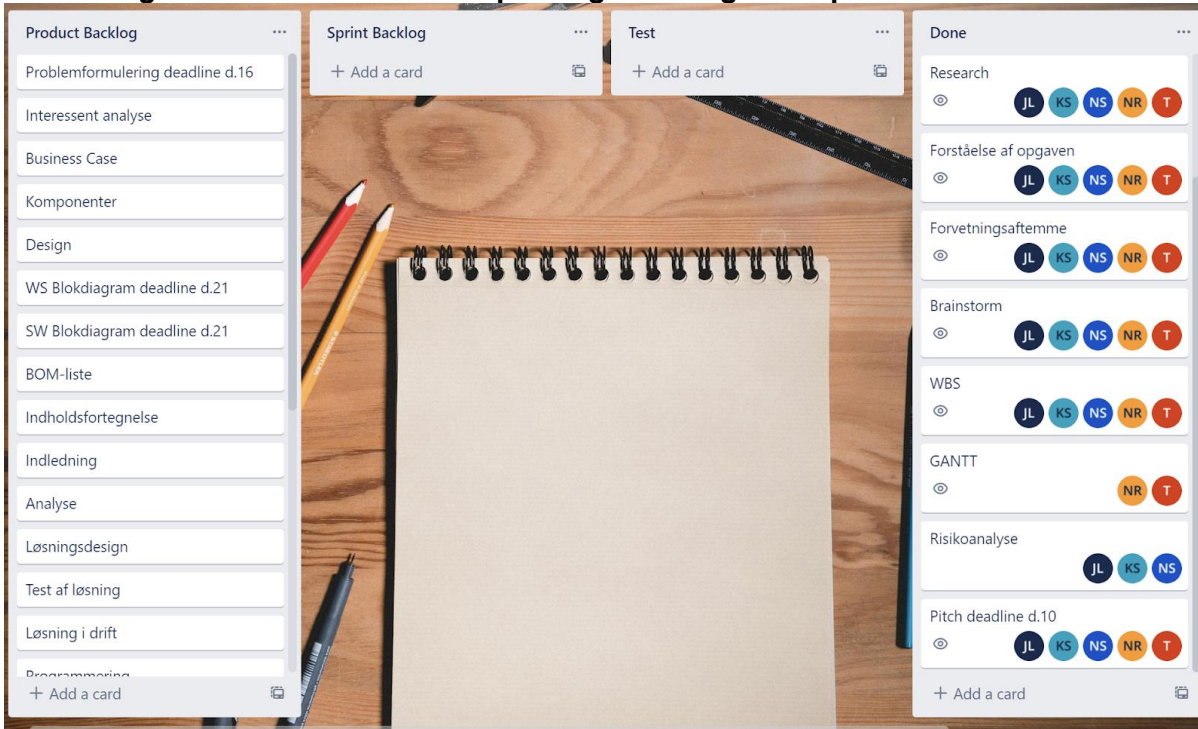 Product Backlog
Problemformulering deadline d.16
Interessent analyse
Business Case
Komponenter
Design
WS Blokdiagram deadline d.21
SW Blokdiagram deadline d.21
BOM-liste
Indholdsfortegnelse
Indledning
Analyse
Løsningsdesign
Test af løsning
Løsning i drift
Programmering
+ Add a card
Sprint Backlog
+ Add a card
Test
+ Add a card
Done
Research
JL KS NS NR T
Forståelse af opgaven
JL KS NS NR T
Forvetningsaftemme
JL KS NS NR T
Brainstorm
JL KS NS NR T
WBS
JL KS NS NR T
GANTT
NR T
Risikoanalyse
JL KS NS
Pitch deadline d.10
JL KS NS NR T
+ Add a card